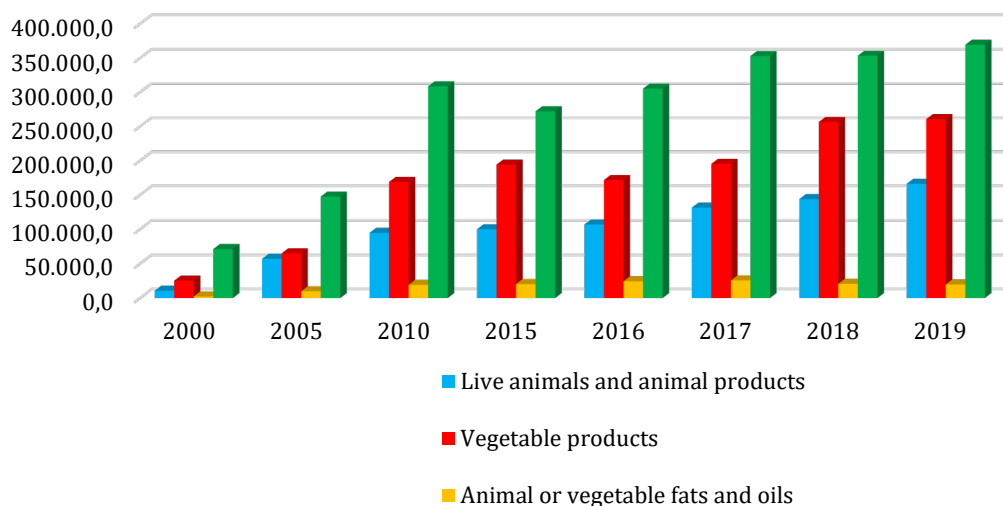 400.000,0
350.000,0
300.000,0
250.000,0
200.000,0
150.000,0
100.000,0
50.000,0
0,0
2000 2005 2010 2015 2016 2017 2018 2019
Live animals and animal products
Vegetable products
Animal or vegetable fats and oils